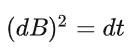 (dB)² = dt